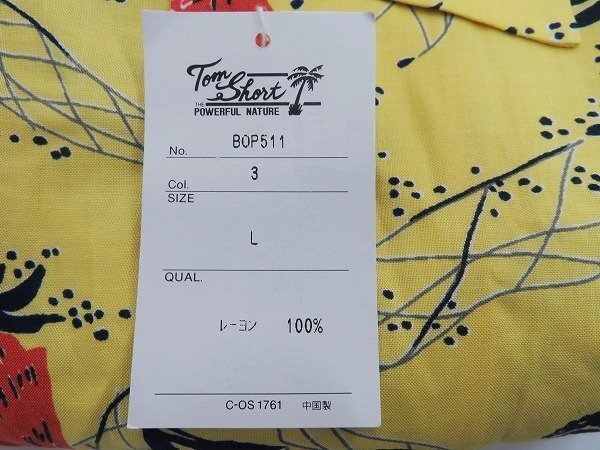 Tom
Short
THE POWERFUL NATURE
No. BOP511
Col. 3
SIZE
L
QUAL.
レーヨン 100%
C-OS 1761 中国製